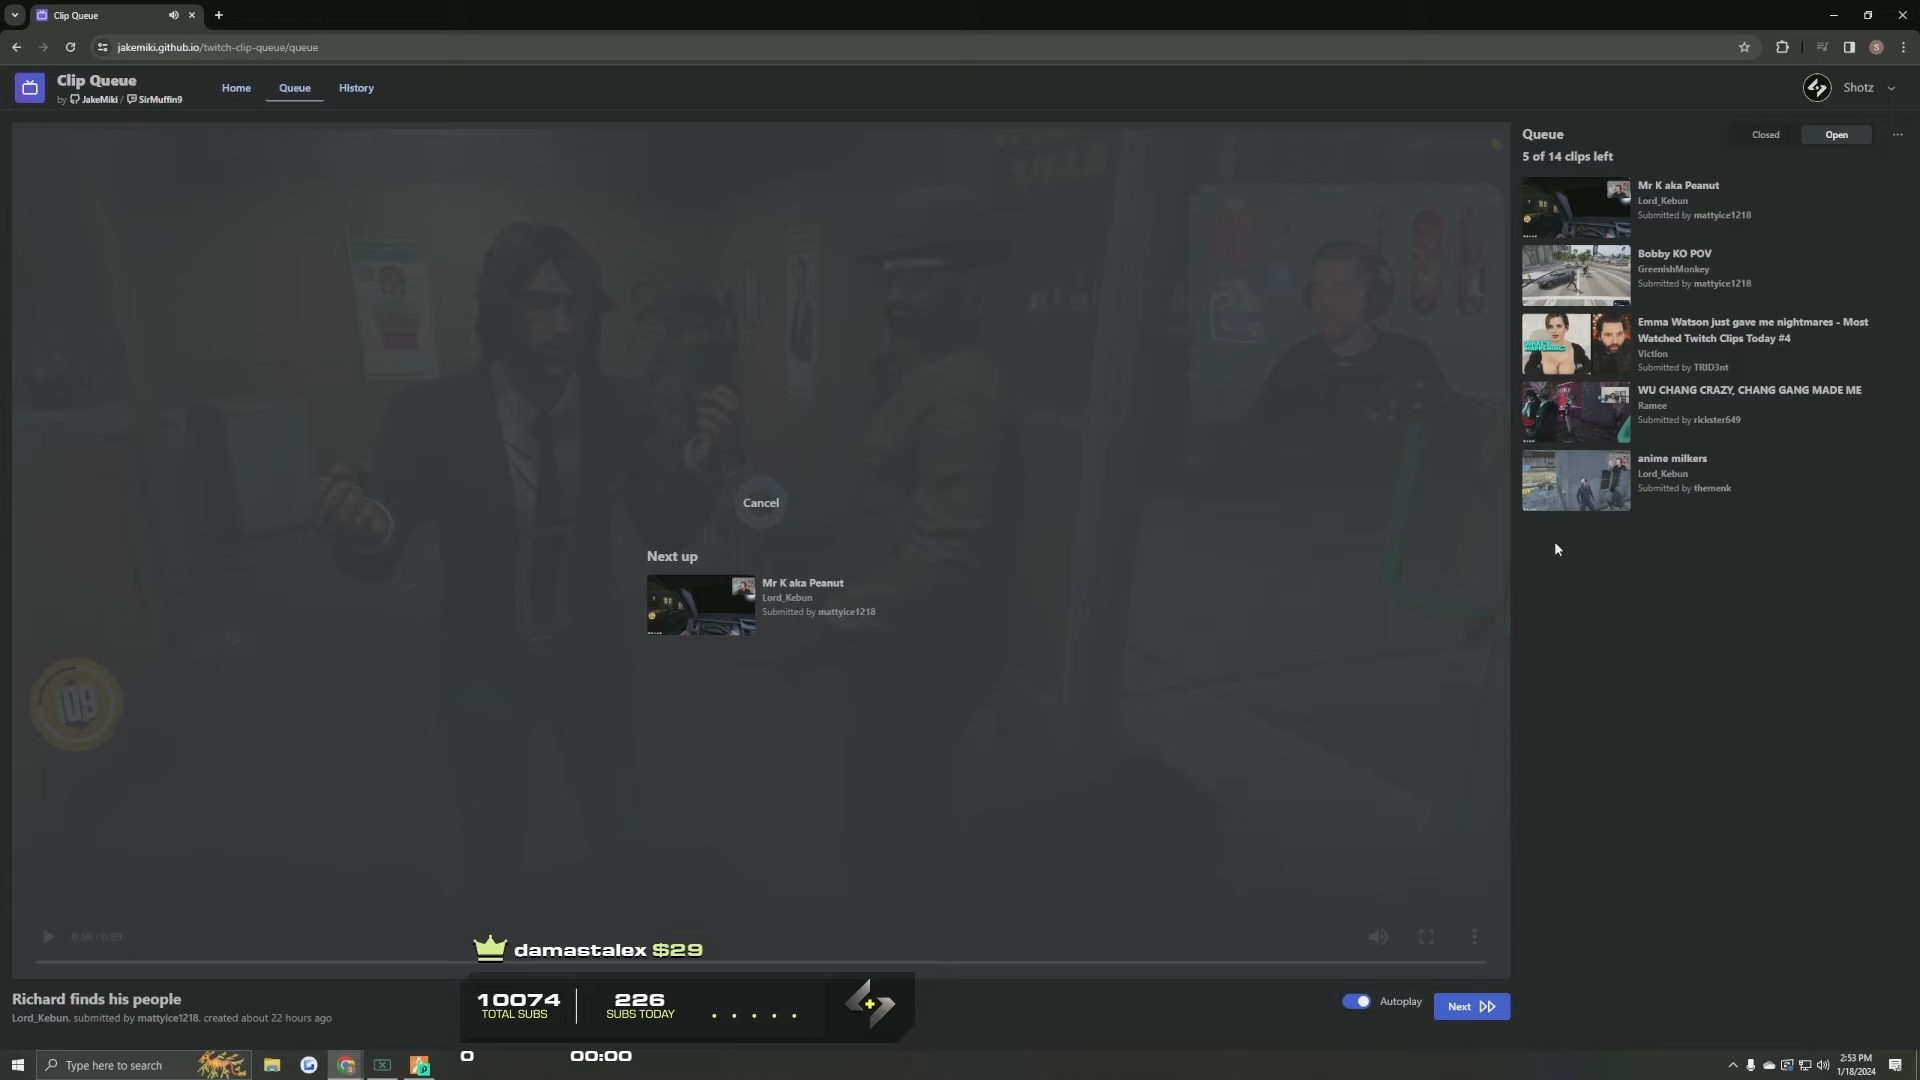 Clip Queue
jakemiki.github.io/twitch-clip-queue/queue
S
Clip Queue
by JakeMiki / SirMuffin9
Home
Queue
History
Shotz
Queue
Closed
Open
5 of 14 clips left
Mr K aka Peanut
Lord_Kebun
Submitted by mattyice1218
Bobby KO POV
GreenishMonkey
Submitted by mattyice1218
Emma Watson just gave me nightmares - Most
Watched Twitch Clips Today #4
Viction
Submitted by TRID3nt
WU CHANG CRAZY, CHANG GANG MADE ME
Ramee
Submitted by rickster649
anime milkers
Lord_Kebun
Submitted by themenk
Cancel
Next up
Mr K aka Peanut
Lord_Kebun
Submitted by mattyice1218
109
0:59 / 0:59
damastalex $29
Richard finds his people
Lord_Kebun, submitted by mattyice1218, created about 22 hours ago
10074
TOTAL SUBS
226
SUBS TODAY
Autoplay
Next
0
00:00
Type here to search
2:53 PM
1/18/2024